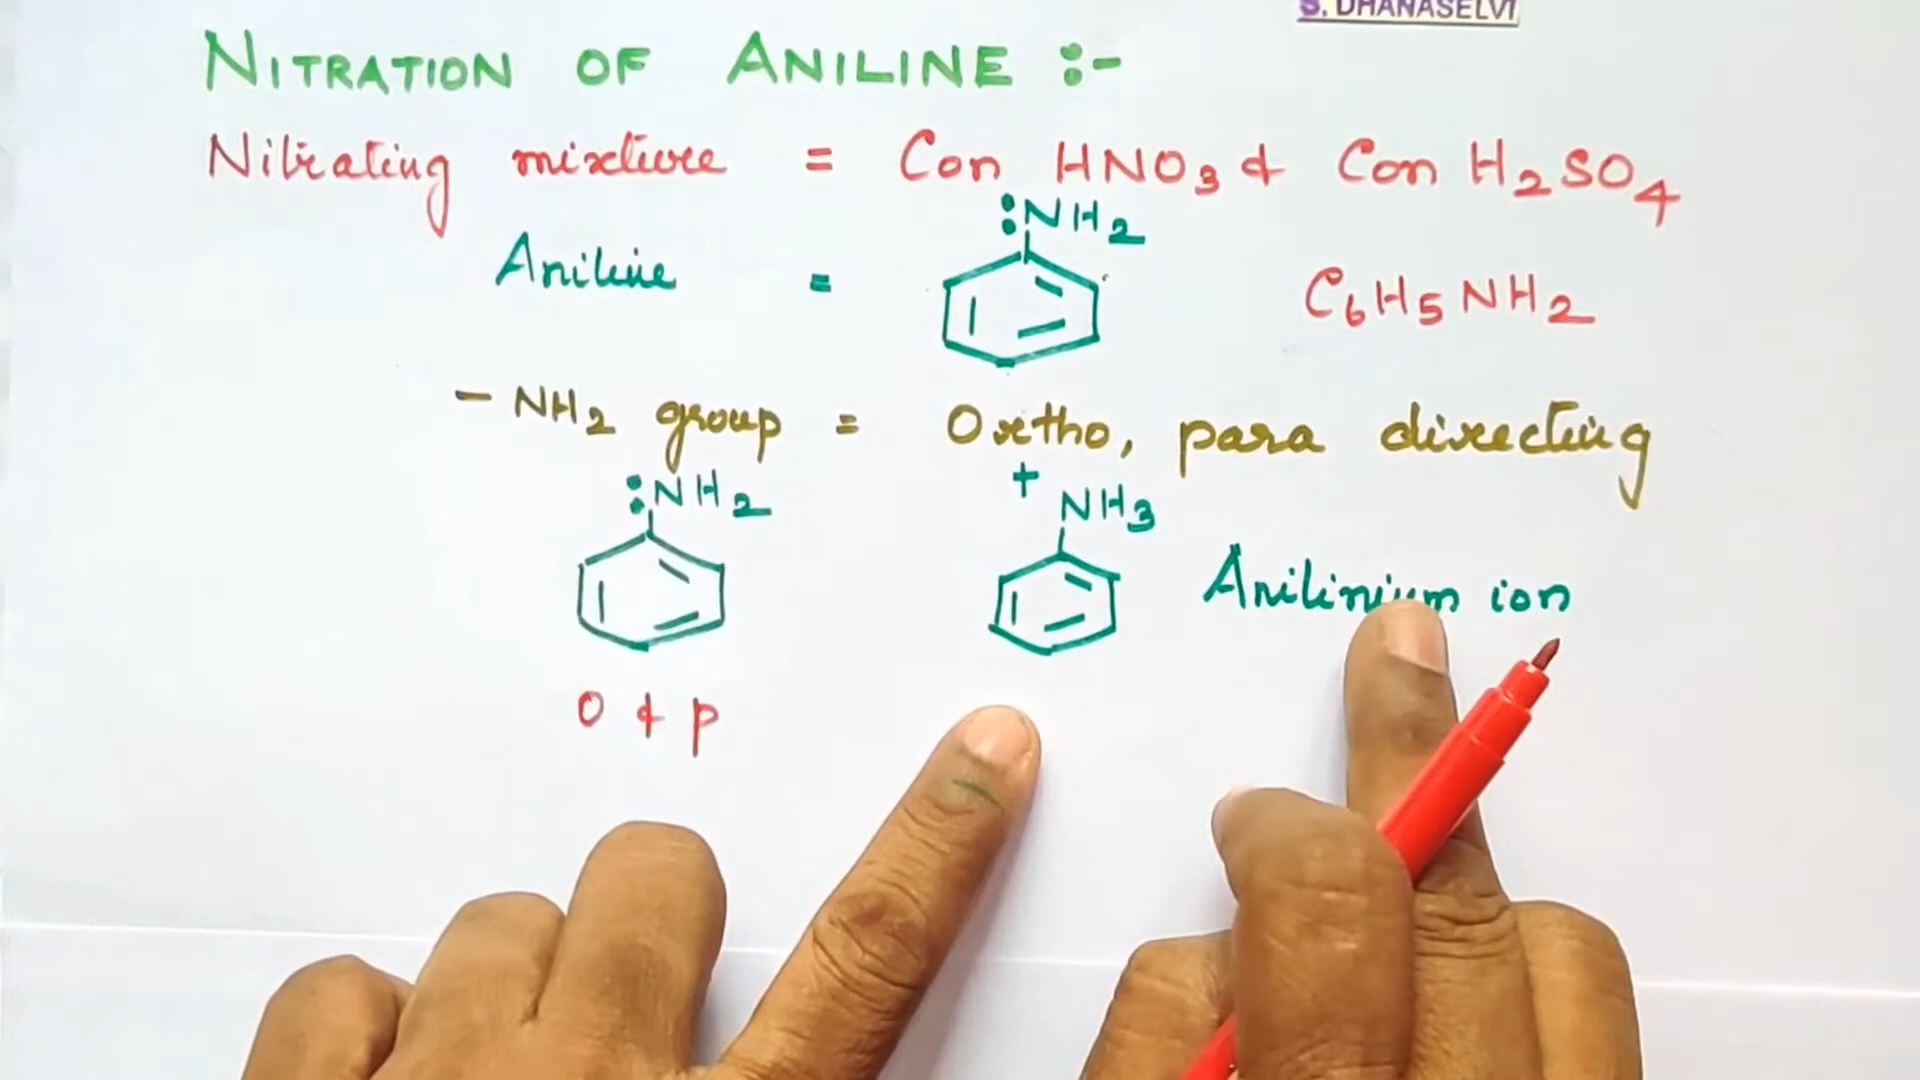 S. DHANASELVI
NITRATION OF ANILINE :-
Nitrating mixture = Con HNO3 & Con H2SO4
Aniline = :NH2 C6H5NH2
- NH2 group = Ortho, para directing
:NH2 + NH3 Anilinium ion
O & p